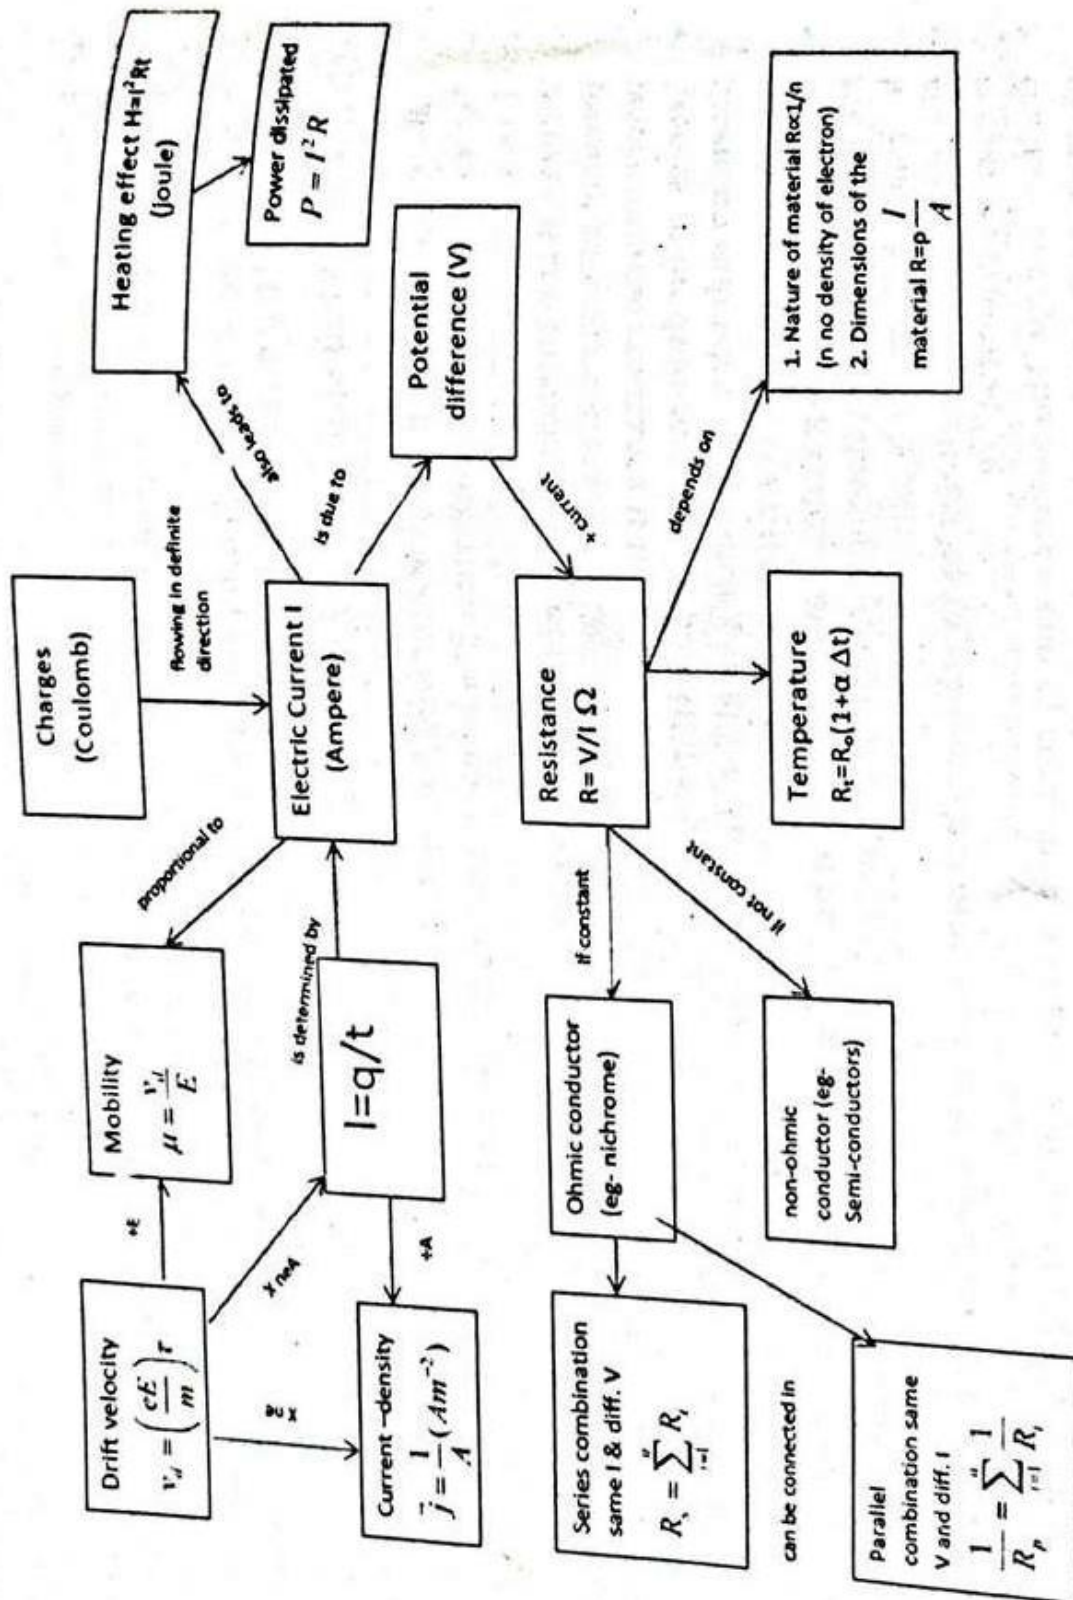 Drift velocity
v_d = (eE/m)τ
÷E
Mobility
μ = v_d/E
proportional to
Charges
(Coulomb)
flowing in definite
direction
also leads to
Heating effect H=I²Rt
(joule)
Power dissipated
P = I²R
x neA
is determined by
I=q/t
Electric Current I
(Ampere)
is due to
Potential
difference (V)
÷A
Current –density
j = 1/A (Am⁻²)
÷ current
Resistance
R= V/I Ω
depends on
1. Nature of material R∝1/n
(n no density of electron)
2. Dimensions of the
material R=p l/A
Temperature
Rₜ=R₀(1+α Δt)
If constant
If not constant
Ohmic conductor
(eg- nichrome)
non-ohmic
conductor (eg-
Semi-conductors)
Series combination
same I & diff. V
R_s = Σ_{i=1}^{n} R_i
can be connected in
Parallel
combination same
V and diff. I
1/R_p = Σ_{i=1}^{n} 1/R_i